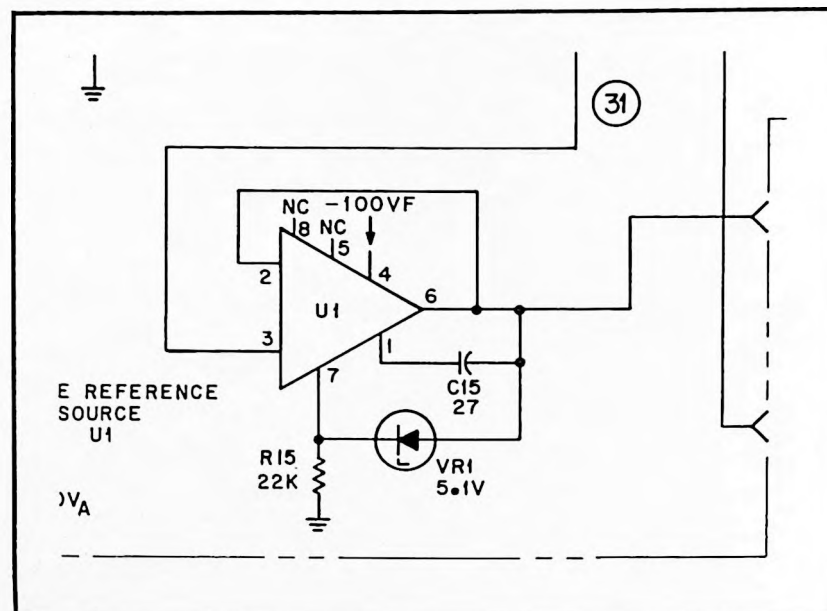 31
NC
8
NC
5
-100VF
4
2
U1
6
3
1
7
C15
27
E REFERENCE
SOURCE
U1
R15
22K
VR1
5.1V
)VA